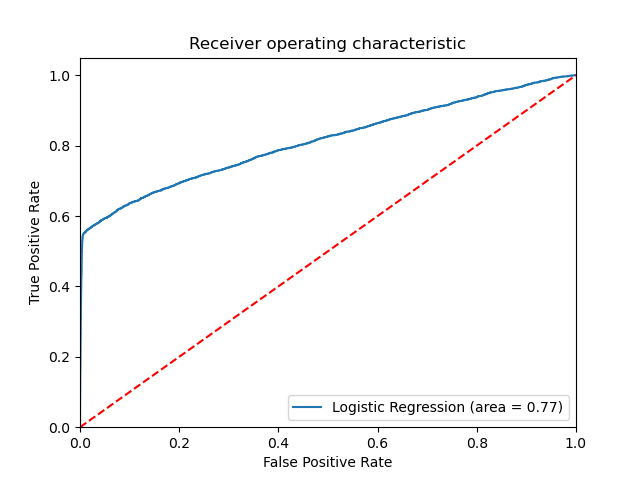 Receiver operating characteristic
1.0
0.8
0.6
0.4
0.2
0.0
True Positive Rate
Logistic Regression (area = 0.77)
0.0 0.2 0.4 0.6 0.8 1.0
False Positive Rate